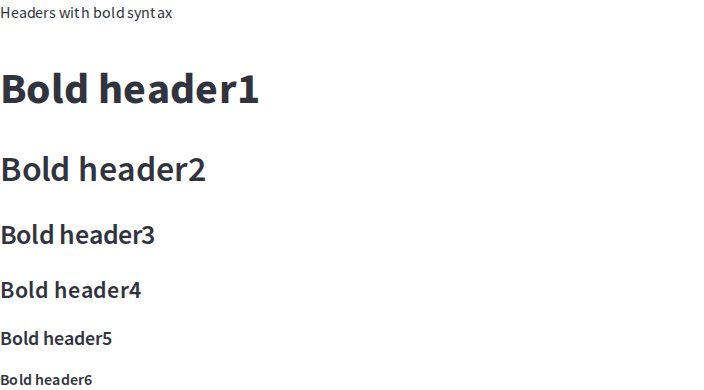 Headers with bold syntax
Bold header1
Bold header2
Bold header3
Bold header4
Bold header5
Bold header6